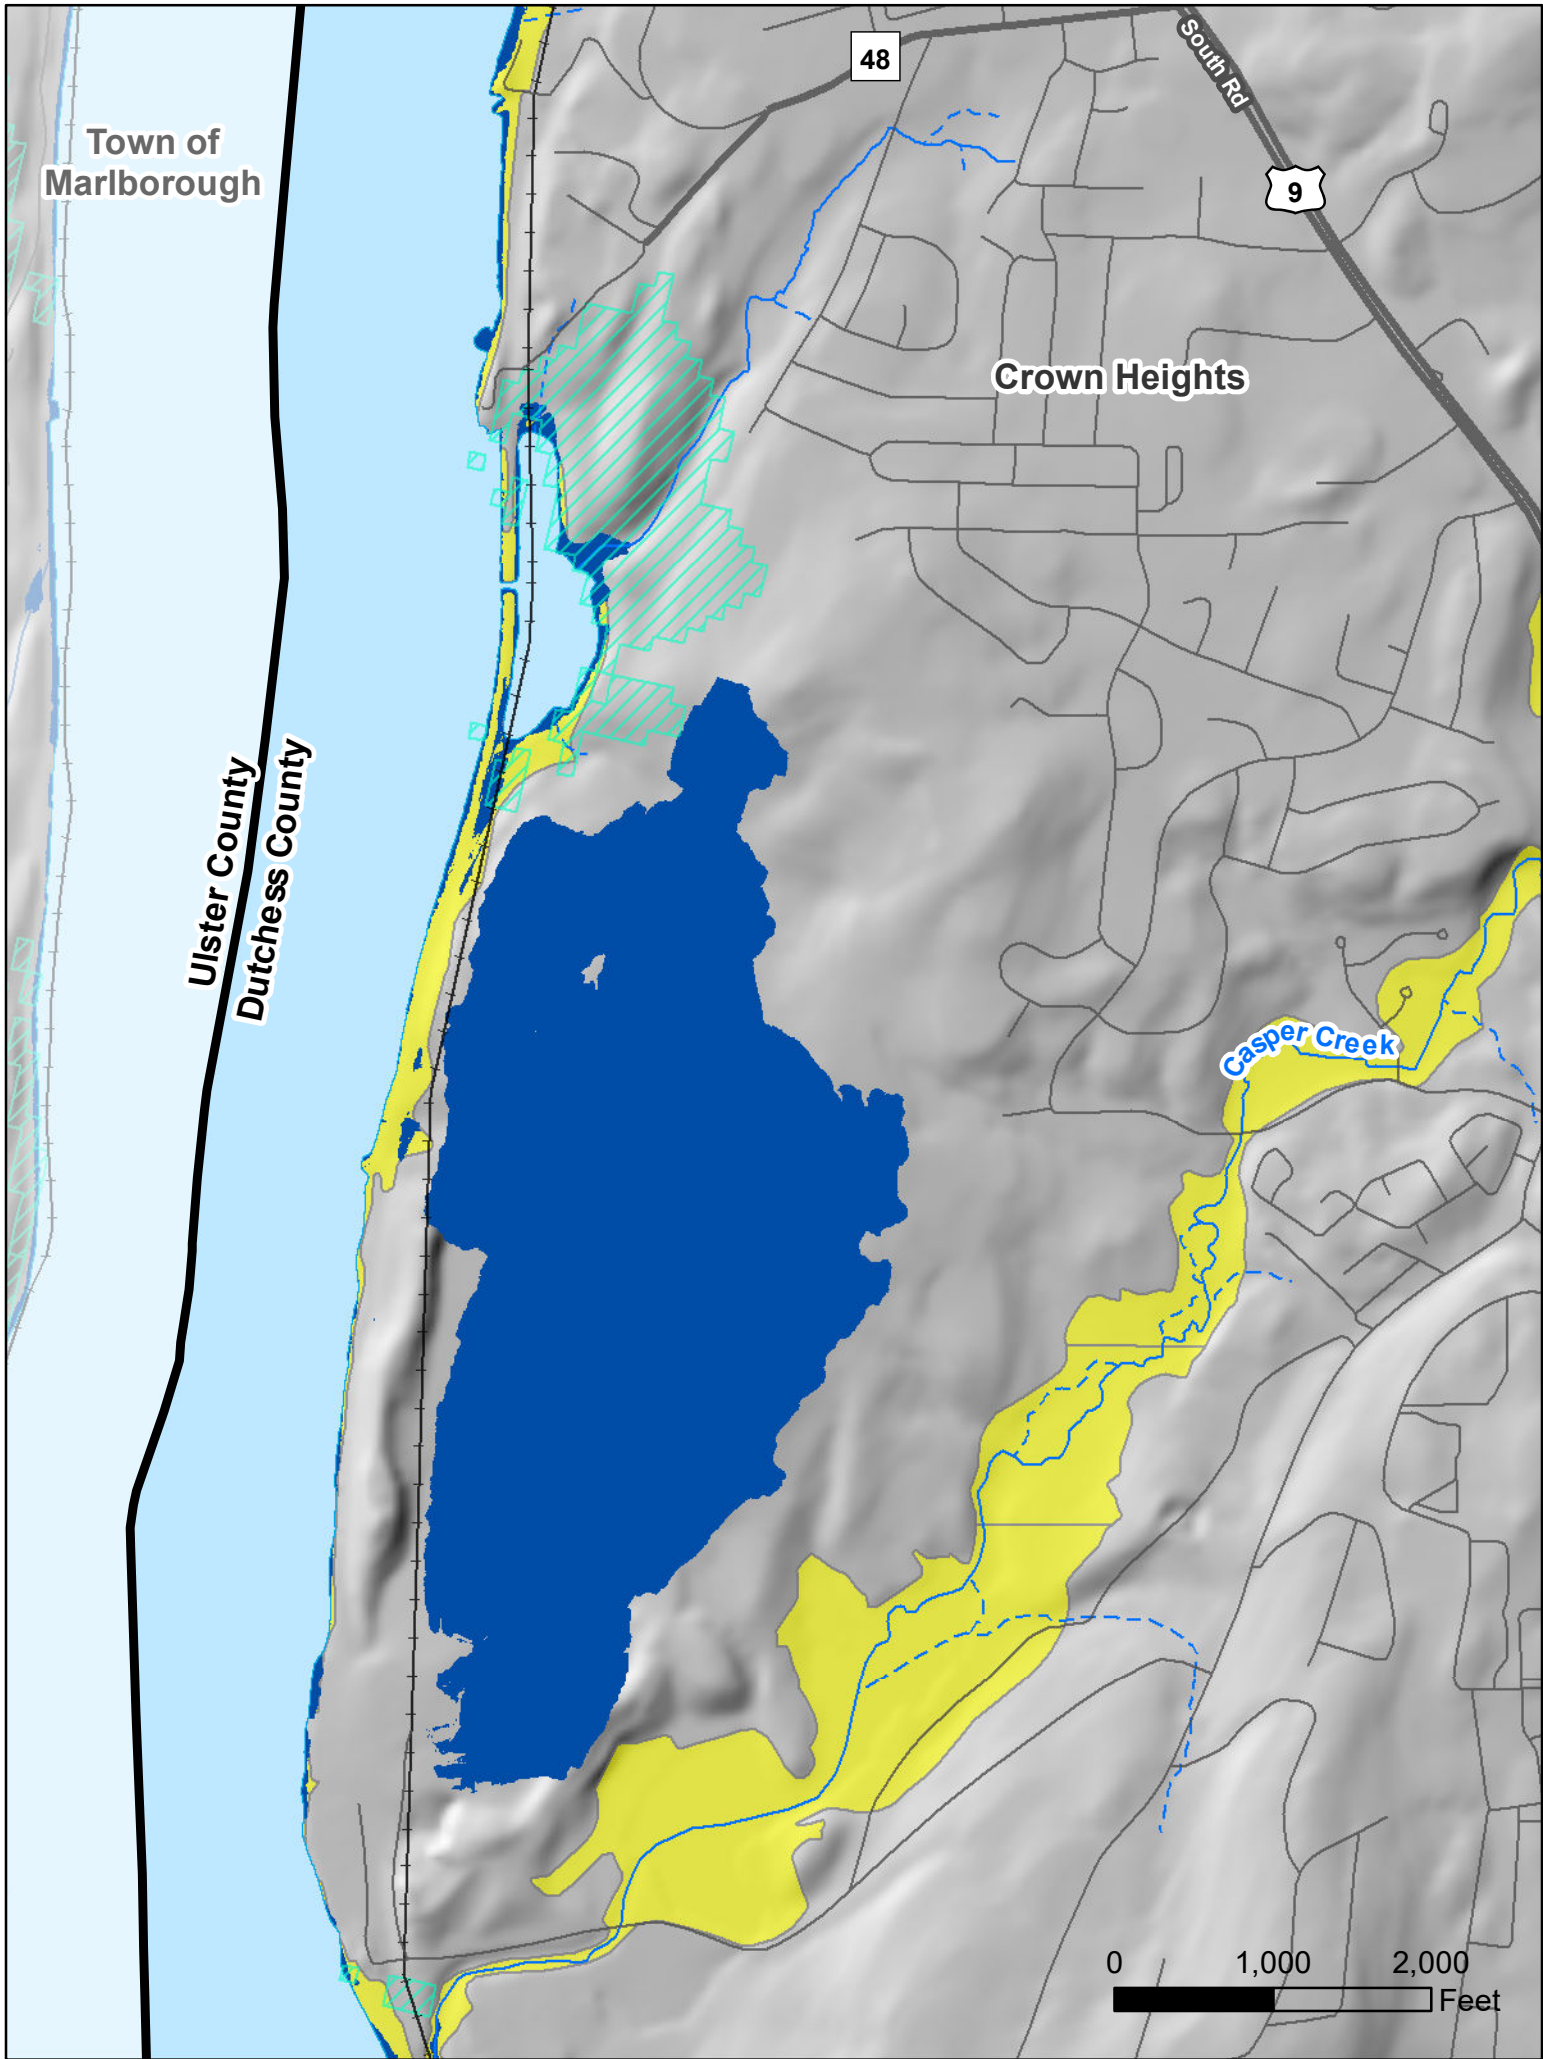 48
South Rd
Town of
Marlborough
9
Crown Heights
Ulster County
Dutchess County
Casper Creek
0 1,000 2,000
Feet